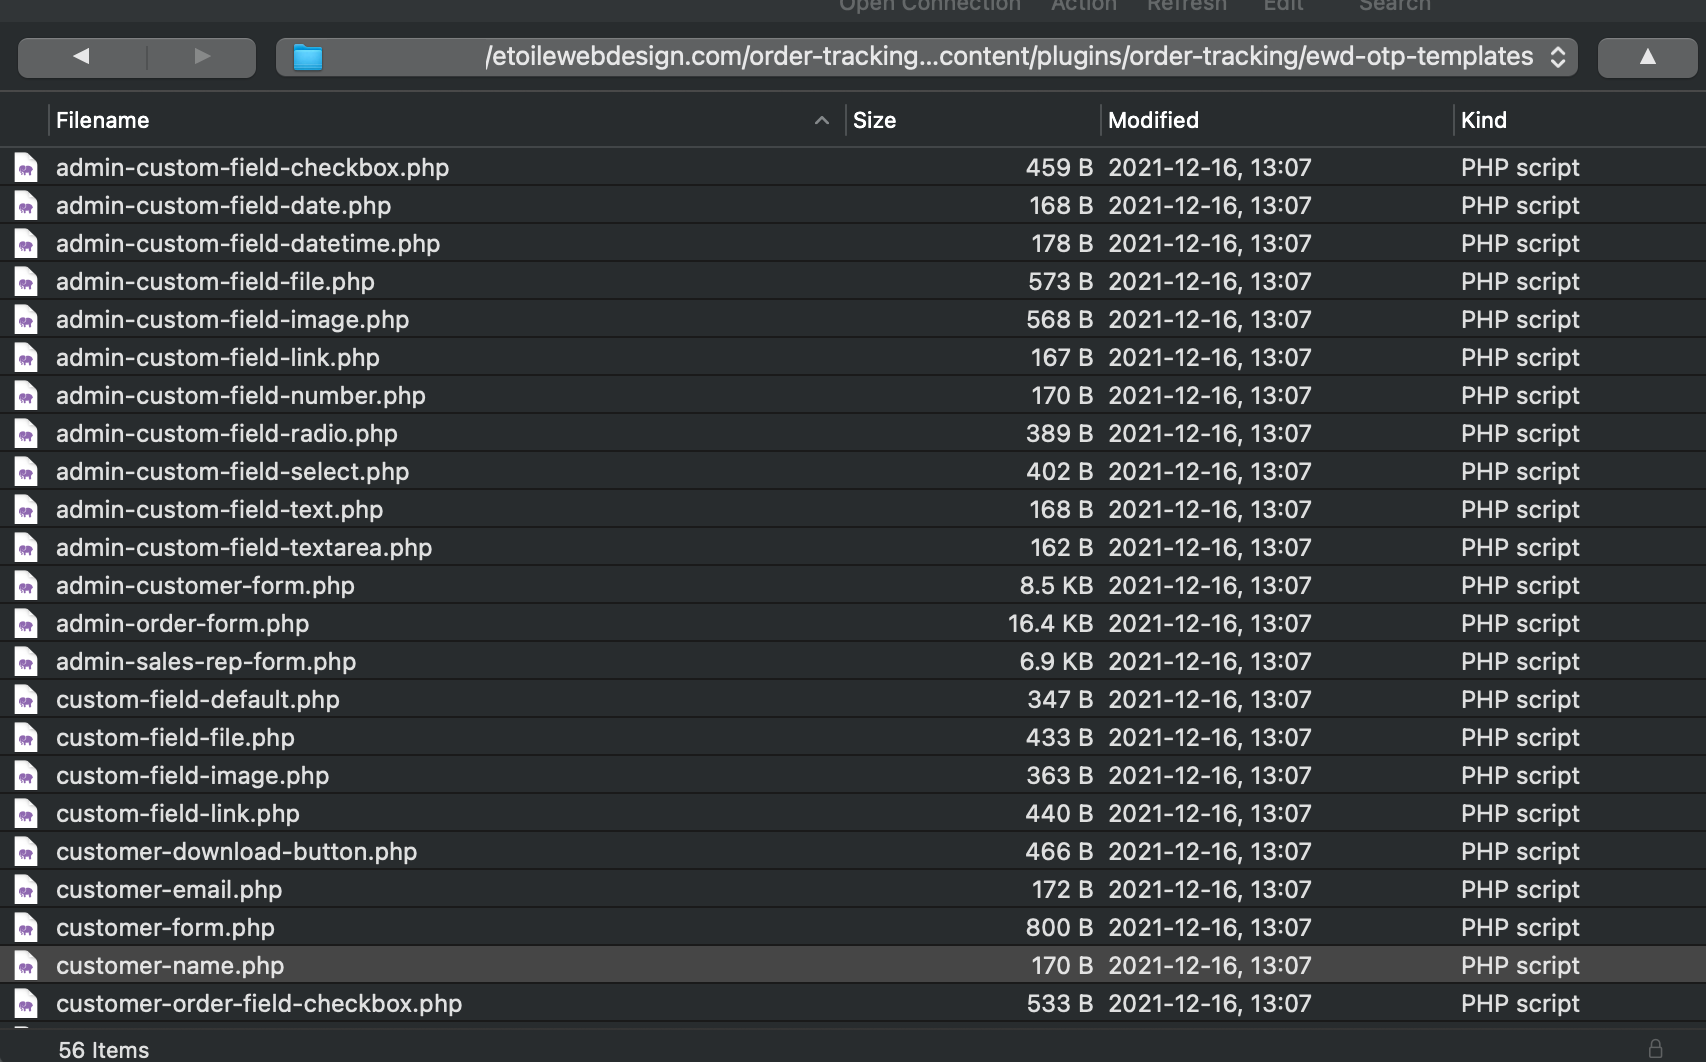 Open Connection Action Refresh Edit Search
/etoilewebdesign.com/order-tracking...content/plugins/order-tracking/ewd-otp-templates
Filename Size Modified Kind
admin-custom-field-checkbox.php 459 B 2021-12-16, 13:07 PHP script
admin-custom-field-date.php 168 B 2021-12-16, 13:07 PHP script
admin-custom-field-datetime.php 178 B 2021-12-16, 13:07 PHP script
admin-custom-field-file.php 573 B 2021-12-16, 13:07 PHP script
admin-custom-field-image.php 568 B 2021-12-16, 13:07 PHP script
admin-custom-field-link.php 167 B 2021-12-16, 13:07 PHP script
admin-custom-field-number.php 170 B 2021-12-16, 13:07 PHP script
admin-custom-field-radio.php 389 B 2021-12-16, 13:07 PHP script
admin-custom-field-select.php 402 B 2021-12-16, 13:07 PHP script
admin-custom-field-text.php 168 B 2021-12-16, 13:07 PHP script
admin-custom-field-textarea.php 162 B 2021-12-16, 13:07 PHP script
admin-customer-form.php 8.5 KB 2021-12-16, 13:07 PHP script
admin-order-form.php 16.4 KB 2021-12-16, 13:07 PHP script
admin-sales-rep-form.php 6.9 KB 2021-12-16, 13:07 PHP script
custom-field-default.php 347 B 2021-12-16, 13:07 PHP script
custom-field-file.php 433 B 2021-12-16, 13:07 PHP script
custom-field-image.php 363 B 2021-12-16, 13:07 PHP script
custom-field-link.php 440 B 2021-12-16, 13:07 PHP script
customer-download-button.php 466 B 2021-12-16, 13:07 PHP script
customer-email.php 172 B 2021-12-16, 13:07 PHP script
customer-form.php 800 B 2021-12-16, 13:07 PHP script
customer-name.php 170 B 2021-12-16, 13:07 PHP script
customer-order-field-checkbox.php 533 B 2021-12-16, 13:07 PHP script
56 Items